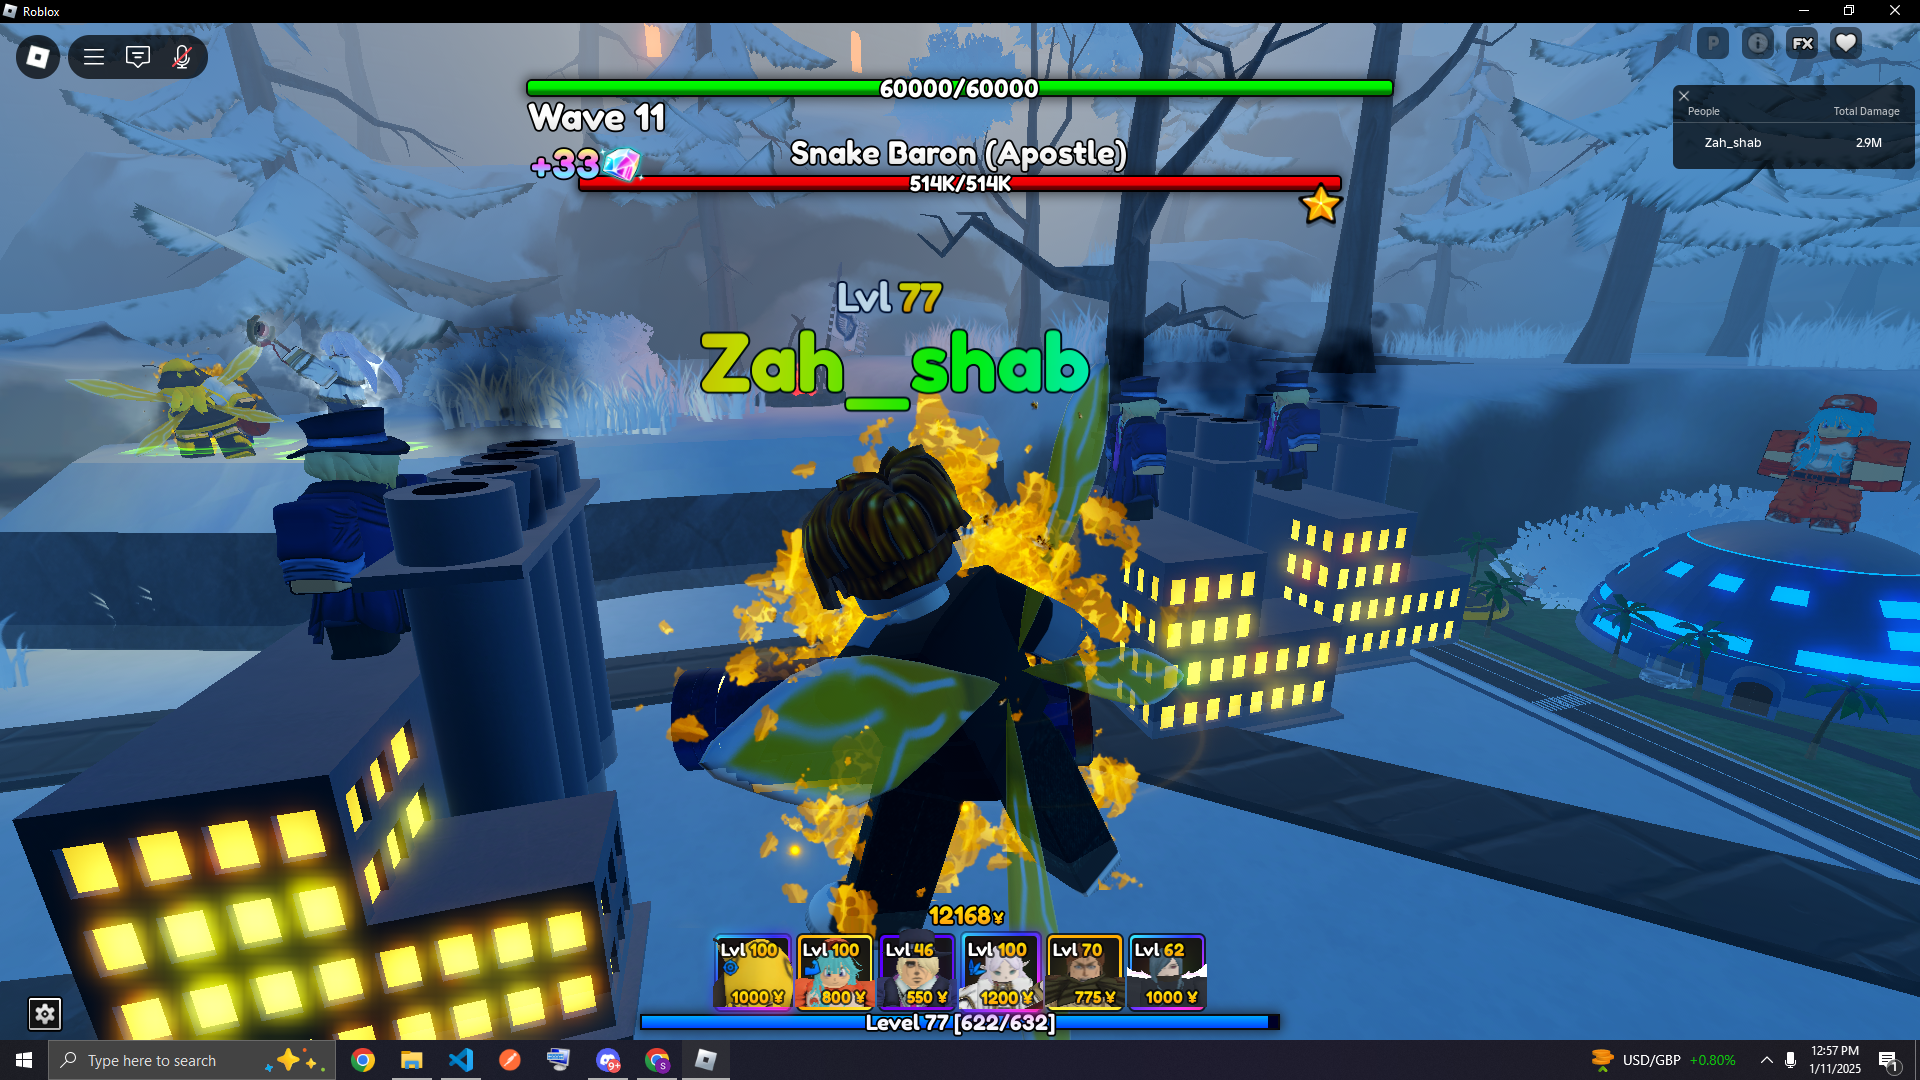 Roblox
P
FX
60000/60000
Wave 11
+33
Snake Baron (Apostle)
514K/514K
People
Total Damage
Zah_shab
2.9M
Lvl 77
Zah_shab
12168¥
Lvl 100
1000 ¥
Lvl 100
800 ¥
Lvl 46
550 ¥
Lvl 100
1200 ¥
Lvl 70
775 ¥
Lvl 62
1000 ¥
Level 77 [622/632]
Type here to search
9+
S
USD/GBP +0.80%
12:57 PM
1/11/2025
1